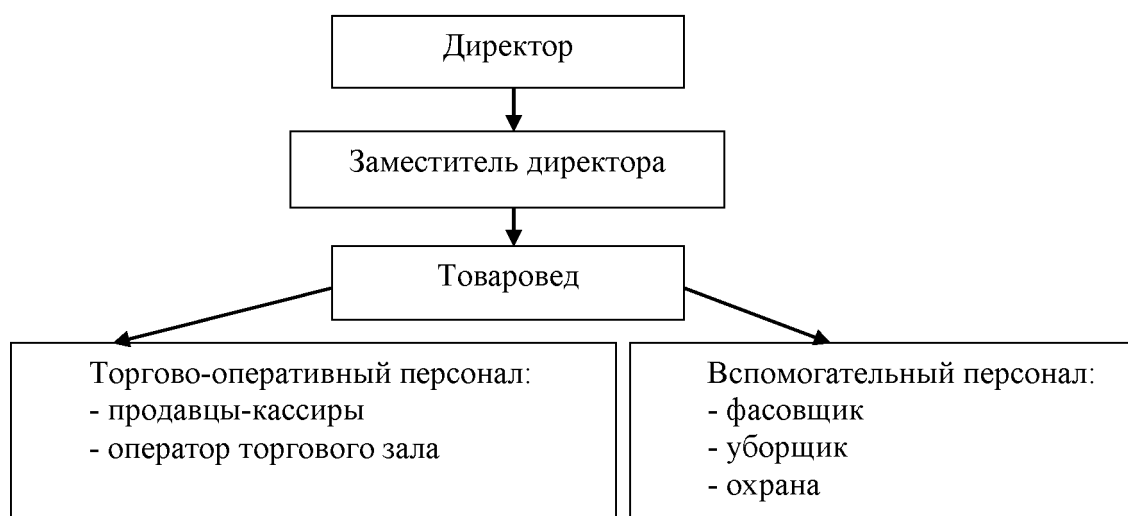 Директор
Заместитель директора
Товаровед
Торгово-оперативный персонал:
- продавцы-кассиры
- оператор торгового зала
Вспомогательный персонал:
- фасовщик
- уборщик
- охрана